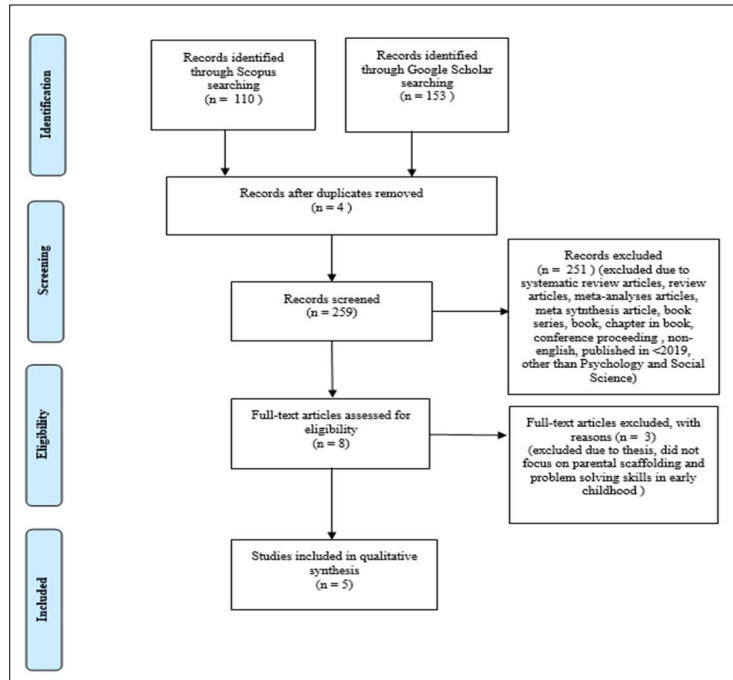 Identification
Records identified
through Scopus
searching
(n = 110 )
Records identified
through Google Scholar
searching
(n = 153 )
Records after duplicates removed
(n = 4 )
Screening
Records screened
(n = 259)
Records excluded
(n = 251 ) (excluded due to
systematic review articles, review
articles, meta-analyses articles,
meta sytnthesis article, book
series, book, chapter in book,
conference proceeding , non-
english, published in <2019,
other than Psychology and Social
Science)
Eligibility
Full-text articles assessed for
eligibility
(n = 8)
Full-text articles excluded, with
reasons (n = 3)
(excluded due to thesis, did not
focus on parental scaffolding and
problem solving skills in early
childhood )
Included
Studies included in qualitative
synthesis
(n = 5)